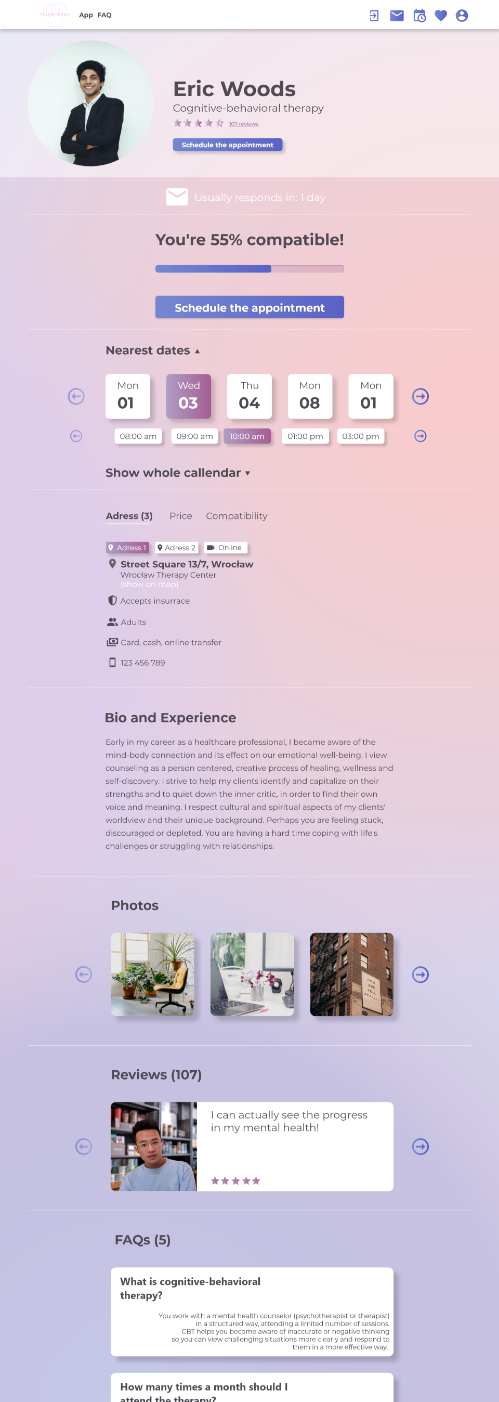 App FAQ
Eric Woods
Cognitive-behavioral therapy
107 reviews
Schedule the appointment
Usually responds in: 1 day
You're 55% compatible!
Schedule the appointment
Nearest dates ▲
Mon Wed Thu Mon Mon
01 03 04 08 01
08:00 am 09:00 am 10:00 am 01:00 pm 03:00 pm
Show whole callendar ▼
Adress (3) Price Compatibility
Adress 1 Adress 2 Online
Street Square 13/7, Wrocław
Wrocław Therapy Center
(show on map)
Accepts insurrace
Adults
Card, cash, online transfer
123 456 789
Bio and Experience
Early in my career as a healthcare professional, I became aware of the
mind-body connection and its effect on our emotional well-being. I view
counseling as a person centered, creative process of healing, wellness and
self-discovery. I strive to help my clients identify and capitalize on their
strengths and to quiet down the inner critic, in order to find their own
voice and meaning. I respect cultural and spiritual aspects of my clients'
worldview and their unique background. Perhaps you are feeling stuck,
discouraged or depleted. You are having a hard time coping with life's
challenges or struggling with relationships.
Photos
Reviews (107)
I can actually see the progress
in my mental health!
FAQs (5)
What is cognitive-behavioral
therapy?
You work with a mental health counselor (psychotherapist or therapist)
in a structured way, attending a limited number of sessions.
CBT helps you become aware of inaccurate or negative thinking
so you can view challenging situations more clearly and respond to
them in a more effective way.
How many times a month should I
attend the therapy?